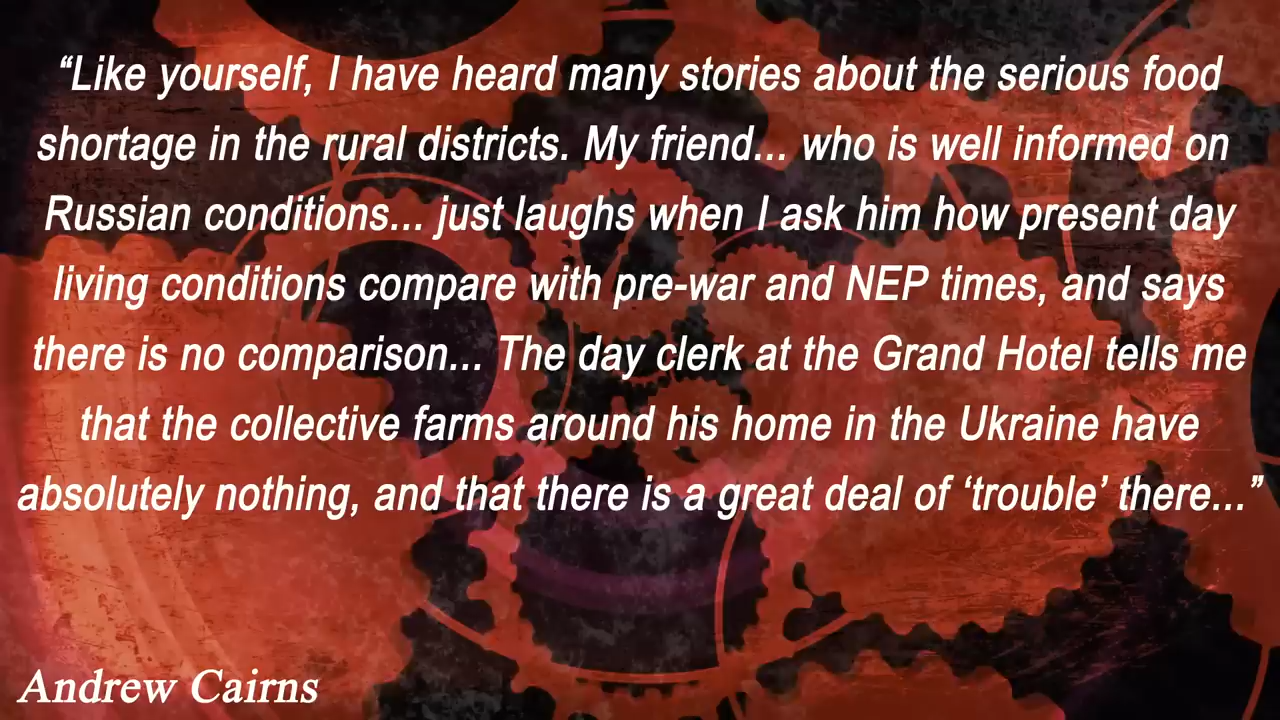 “Like yourself, I have heard many stories about the serious food
shortage in the rural districts. My friend... who is well informed on
Russian conditions... just laughs when I ask him how present day
living conditions compare with pre-war and NEP times, and says
there is no comparison... The day clerk at the Grand Hotel tells me
that the collective farms around his home in the Ukraine have
absolutely nothing, and that there is a great deal of ‘trouble’ there...”
Andrew Cairns